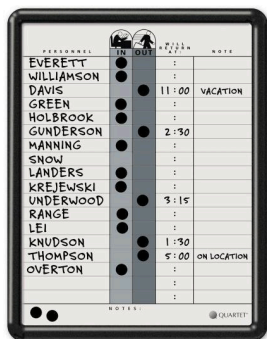 WILL
RETURN
PERSONNEL IN OUT AT: NOTE
EVERETT :
WILLIAMSON :
DAVIS 11:00 VACATION
GREEN :
HOLBROOK :
GUNDERSON 2:30
MANNING :
SNOW :
LANDERS :
KREJEWSKI :
UNDERWOOD 3:15
RANGE :
LEI :
KNUDSON 1:30
THOMPSON 5:00 ON LOCATION
OVERTON :
:
:
NOTES:
QUARTET